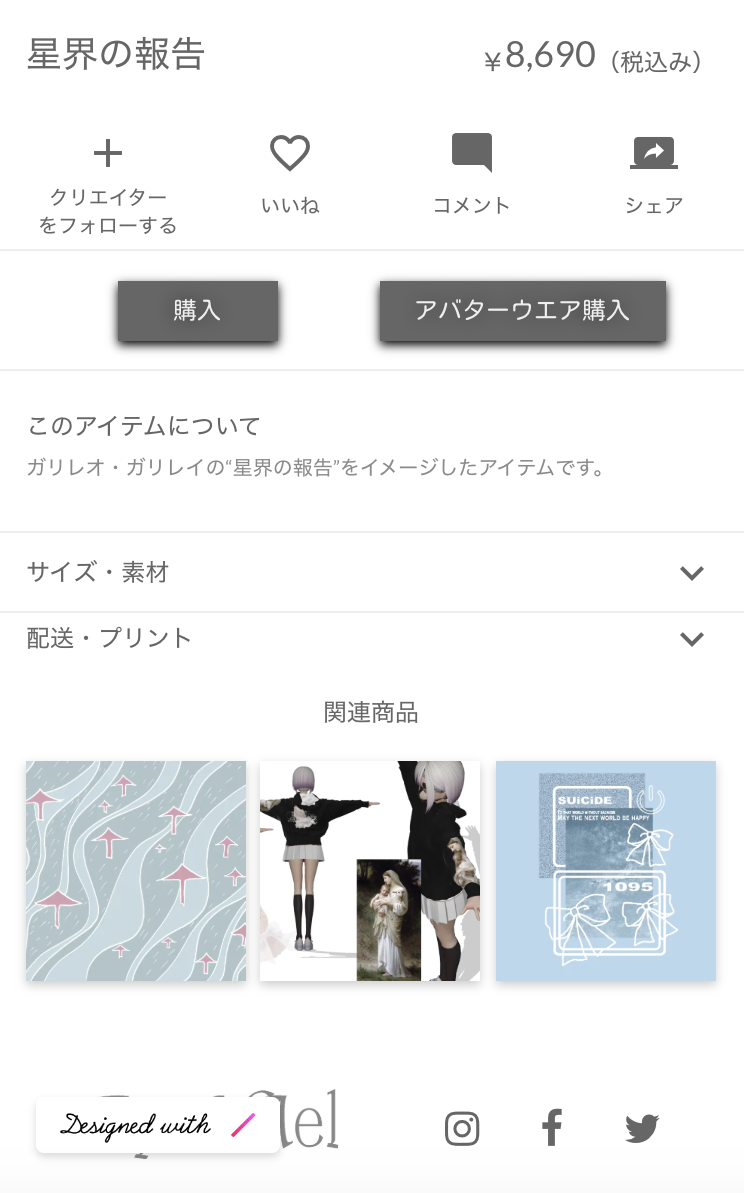 星界の報告
￥8,690（税込み）
クリエイター
をフォローする
いいね
コメント
シェア
購入
アバターウエア購入
このアイテムについて
ガリレオ・ガリレイの“星界の報告”をイメージしたアイテムです。
サイズ・素材
配送・プリント
関連商品
SUiCiDE
MAY THE NEXT WORLD BE HAPPY
1095
Designed with